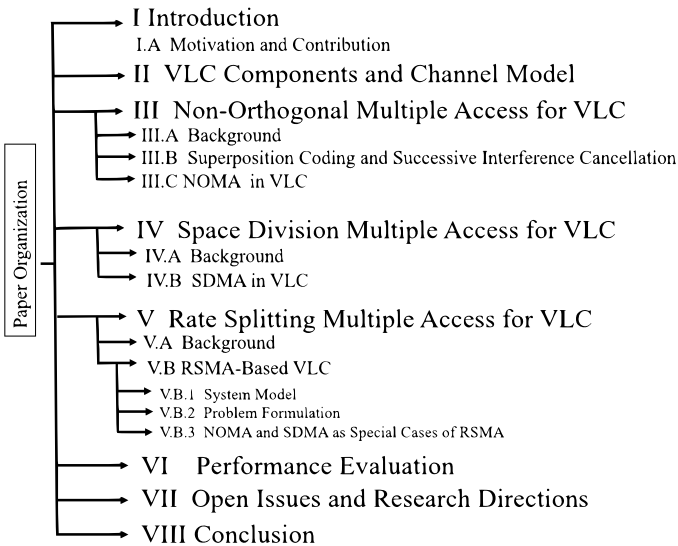 Paper Organization
I Introduction
I.A Motivation and Contribution
II VLC Components and Channel Model
III Non-Orthogonal Multiple Access for VLC
III.A Background
III.B Superposition Coding and Successive Interference Cancellation
III.C NOMA in VLC
IV Space Division Multiple Access for VLC
IV.A Background
IV.B SDMA in VLC
V Rate Splitting Multiple Access for VLC
V.A Background
V.B RSMA-Based VLC
V.B.1 System Model
V.B.2 Problem Formulation
V.B.3 NOMA and SDMA as Special Cases of RSMA
VI Performance Evaluation
VII Open Issues and Research Directions
VIII Conclusion